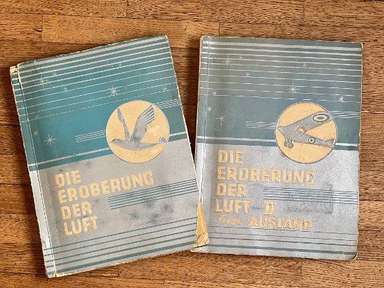 DIE
EROBERUNG
DER
LUFT
DIE
EROBERUNG
DER
LUFT II
AUSLAND